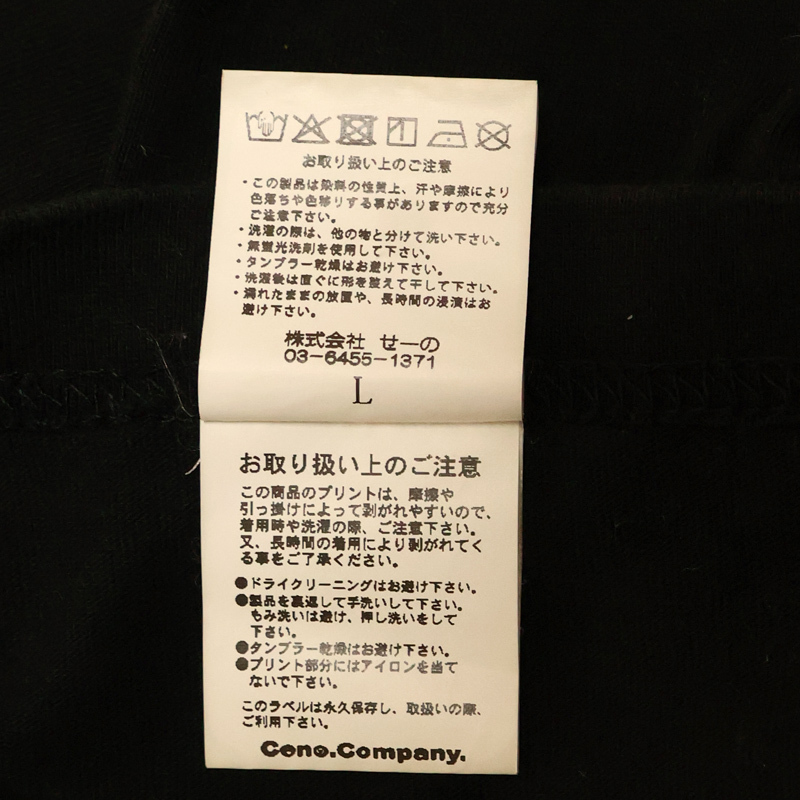 お取り扱い上のご注意
・この製品は染料の性質上、汗や摩擦により
色落ちや色移りする事がありますので充分
ご注意下さい。
・洗濯の際は、他の物と分けて洗い下さい。
・無蛍光洗剤を使用して下さい。
・タンブラー乾燥はお避け下さい。
・洗濯後は直ぐに形を整えて干して下さい。
・濡れたままの放置や、長時間の浸漬はお
避け下さい。
株式会社 せーの
03-6455-1371
L
お取り扱い上のご注意
この商品のプリントは、摩擦や
引っ掛けによって剥がれやすいので、
着用時や洗濯の際、ご注意下さい。
又、長時間の着用により剥がれてく
る事をご了承ください。
●ドライクリーニングはお避け下さい。
●製品を裏返して手洗いして下さい。
もみ洗いは避け、押し洗いをして
下さい。
●タンブラー乾燥はお避け下さい。
●プリント部分にはアイロンを当て
ないで下さい。
このラベルは永久保存し、取扱いの際、
ご利用下さい。
Ceno.Company.